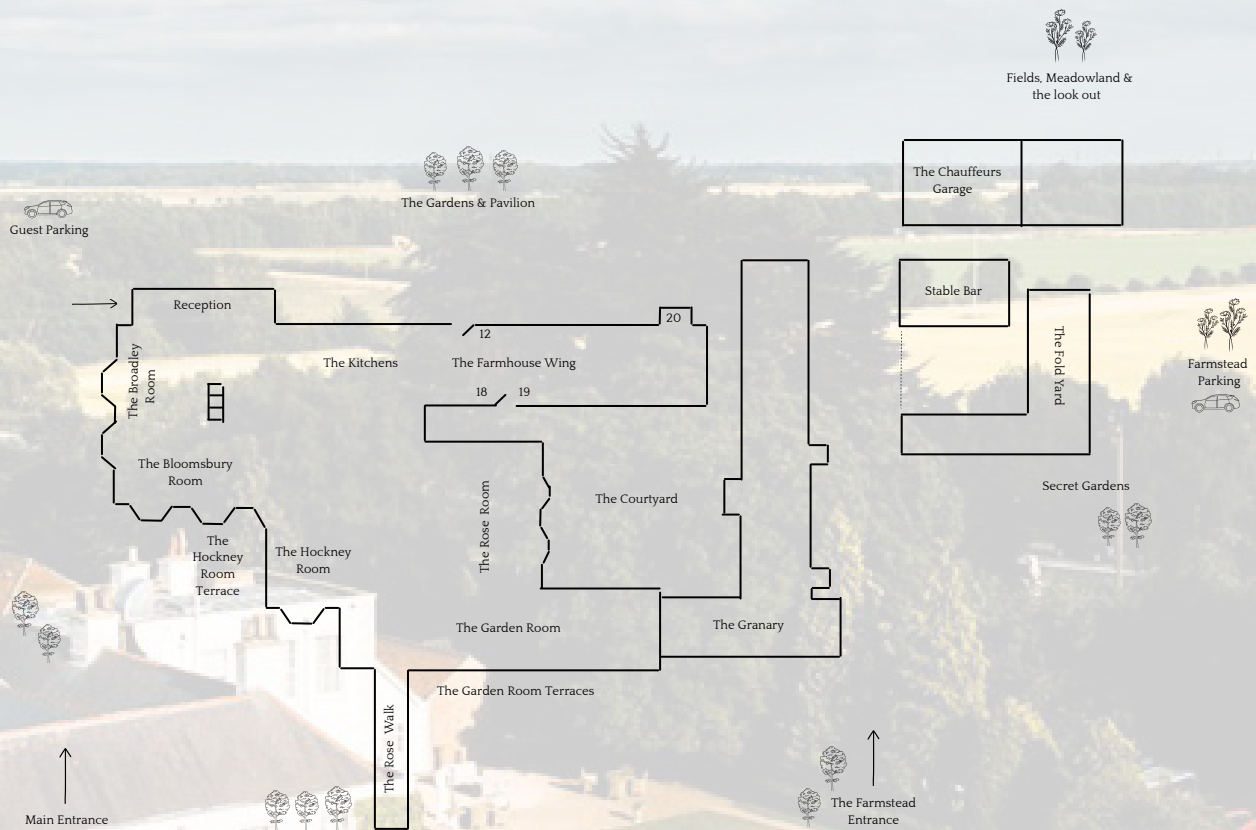 Fields, Meadowland &
the look out
The Chauffeurs
Garage
The Gardens & Pavilion
Guest Parking
Stable Bar
Reception
20
12
The Kitchens
The Farmhouse Wing
The Broadley
Room
The Fold Yard
Farmstead
Parking
18
19
The Bloomsbury
Room
The Rose Room
The Courtyard
Secret Gardens
The
Hockney
Room
Terrace
The Hockney
Room
The Garden Room
The Granary
The Garden Room Terraces
The Rose Walk
Main Entrance
The Farmstead
Entrance